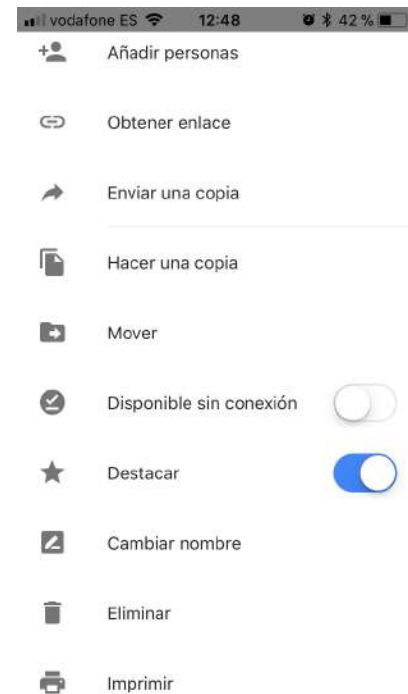 vodafone ES 12:48 42 %
Añadir personas
Obtener enlace
Enviar una copia
Hacer una copia
Mover
Disponible sin conexión
Destacar
Cambiar nombre
Eliminar
Imprimir